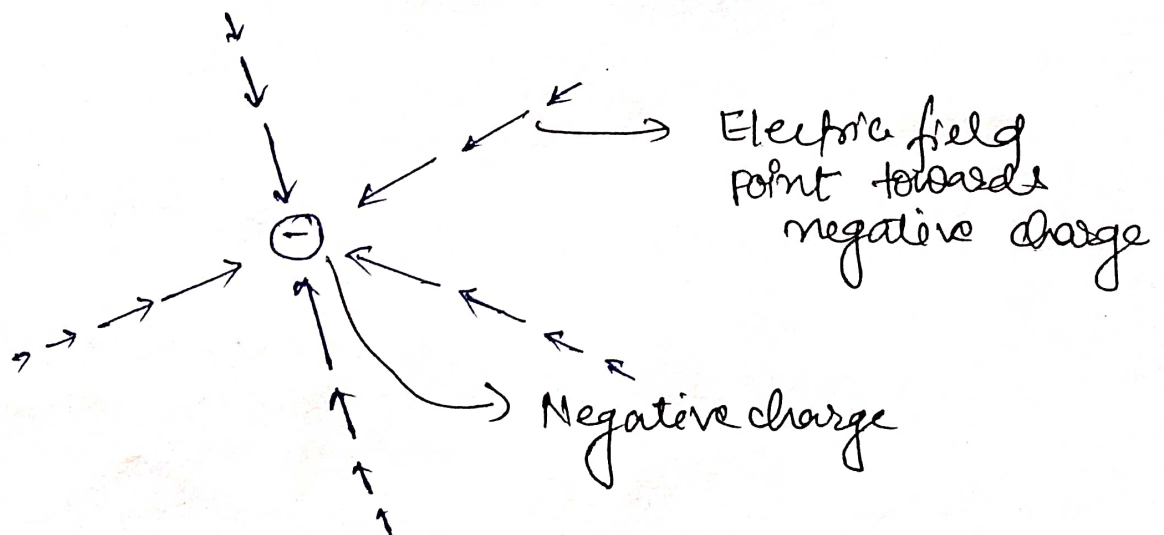 Electric field
point towards
negative charge
−
Negative charge